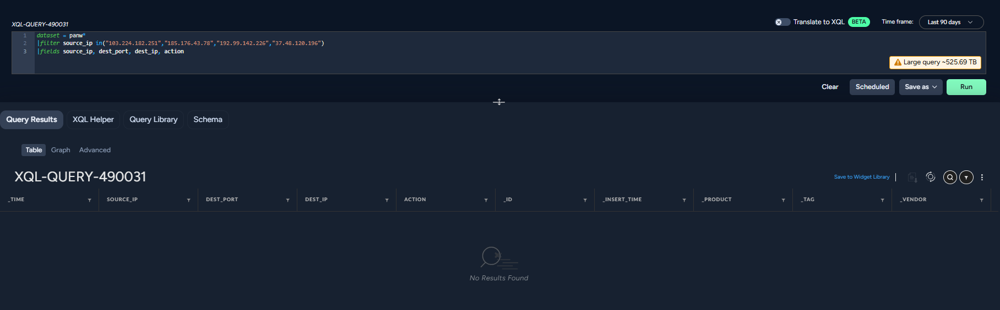 XQL-QUERY-490031
Translate to XQL BETA Time frame: Last 90 days
1 dataset = panw*
2 |filter source_ip in("103.224.182.251","185.176.43.78","192.99.142.226","37.48.120.196")
3 |fields source_ip, dest_port, dest_ip, action
Large query ~525.69 TB
Clear Scheduled Save as Run
Query Results XQL Helper Query Library Schema
Table Graph Advanced
XQL-QUERY-490031
Save to Widget Library
_TIME SOURCE_IP DEST_PORT DEST_IP ACTION _ID _INSERT_TIME _PRODUCT _TAG _VENDOR
No Results Found